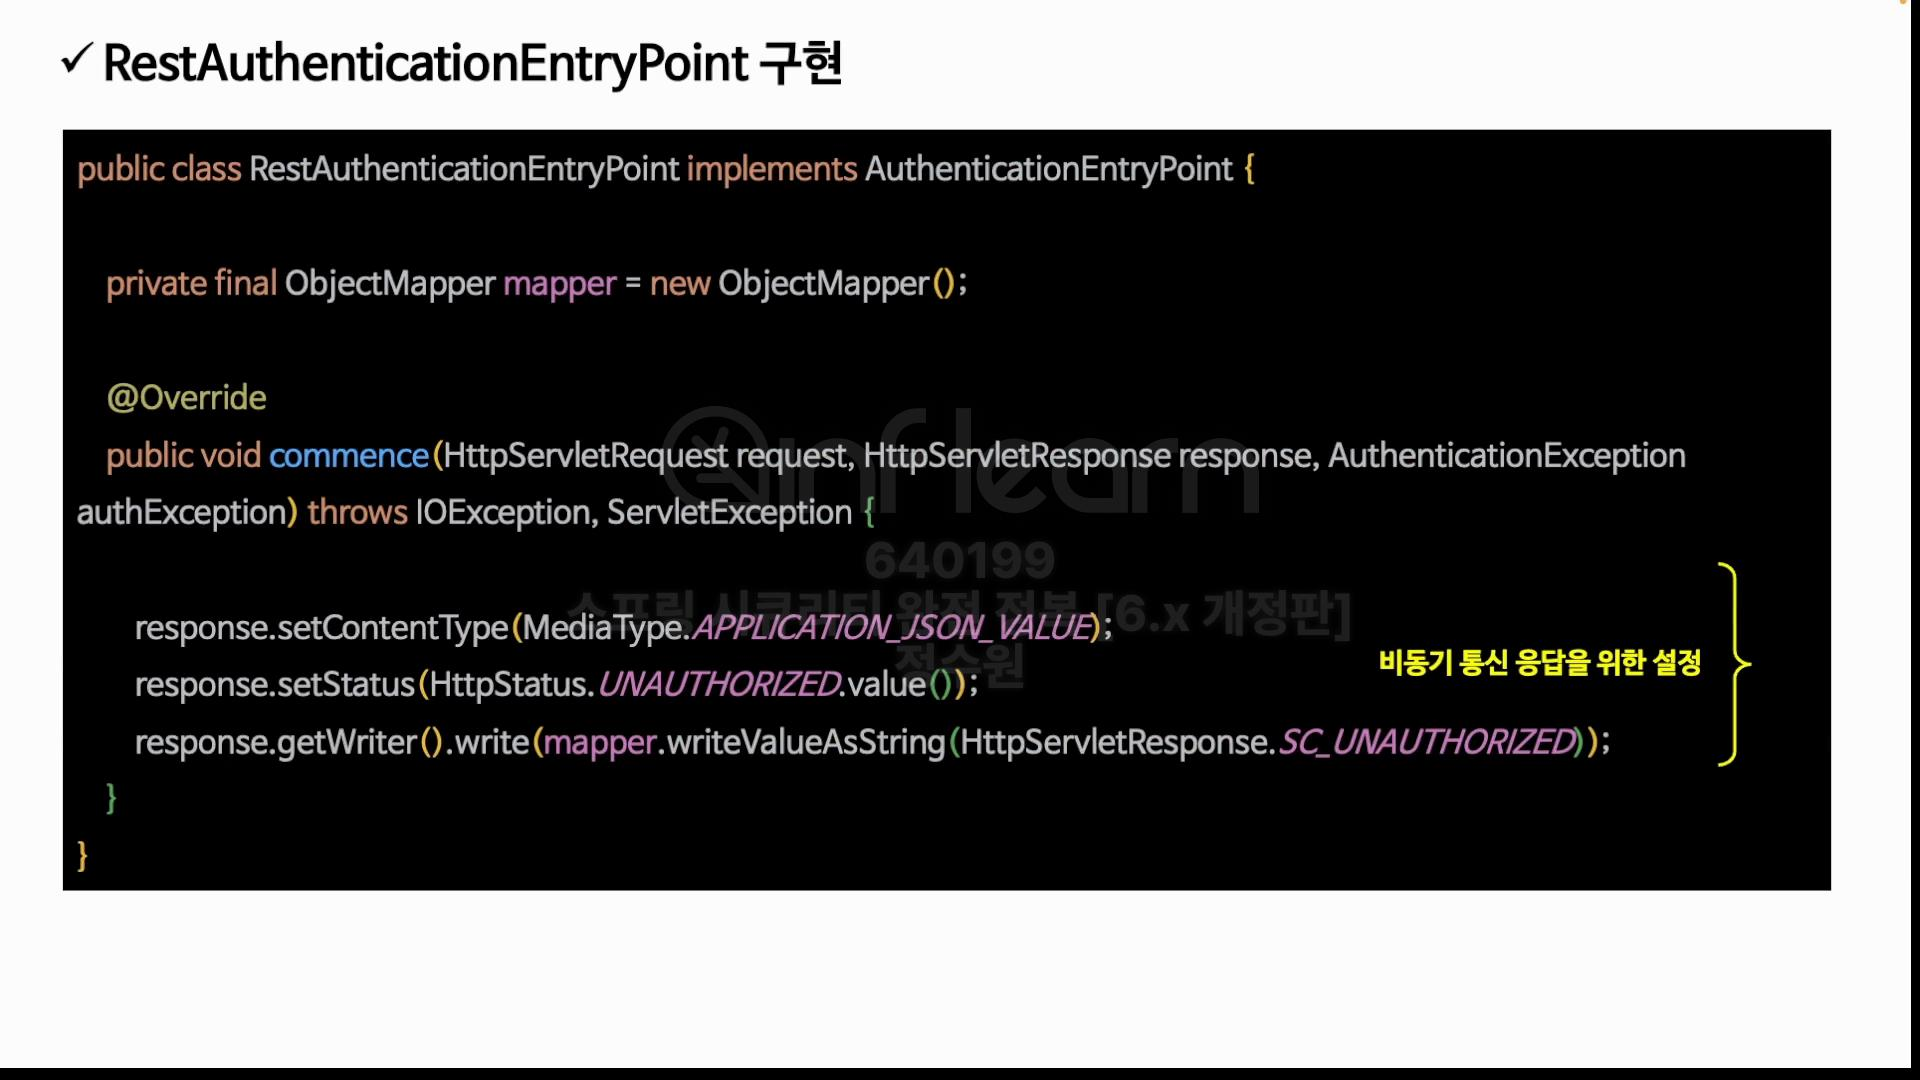 ✓ RestAuthenticationEntryPoint 구현
public class RestAuthenticationEntryPoint implements AuthenticationEntryPoint {
private final ObjectMapper mapper = new ObjectMapper();
@Override
public void commence(HttpServletRequest request, HttpServletResponse response, AuthenticationException
authException) throws IOException, ServletException {
inflearn
640199
스프링 시큐리티 완전 정복 [6.x 개정판]
정수원
response.setContentType(MediaType.APPLICATION_JSON_VALUE);
response.setStatus(HttpStatus.UNAUTHORIZED.value());
response.getWriter().write(mapper.writeValueAsString(HttpServletResponse.SC_UNAUTHORIZED));
비동기 통신 응답을 위한 설정
}
}